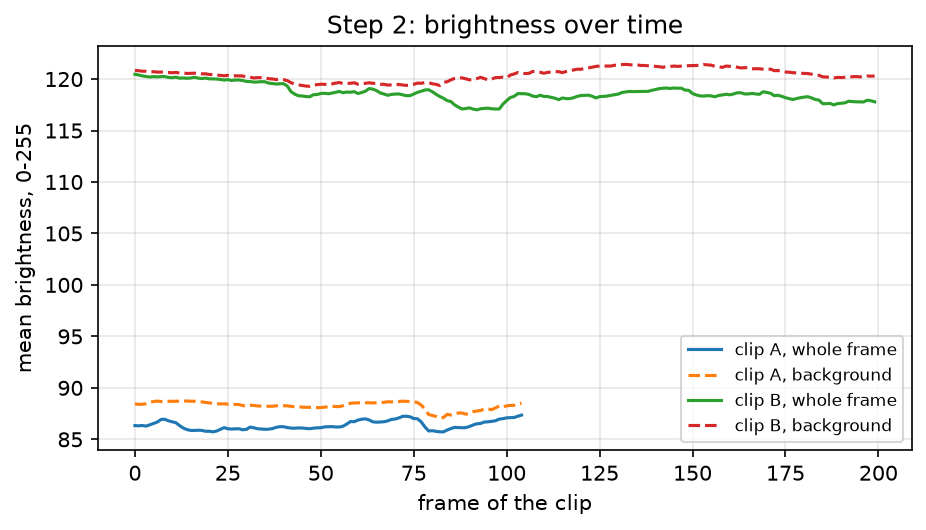 Step 2: brightness over time
mean brightness, 0-255
120
115
110
105
100
95
90
85
clip A, whole frame
clip A, background
clip B, whole frame
clip B, background
0
25
50
75
100
125
150
175
200
frame of the clip